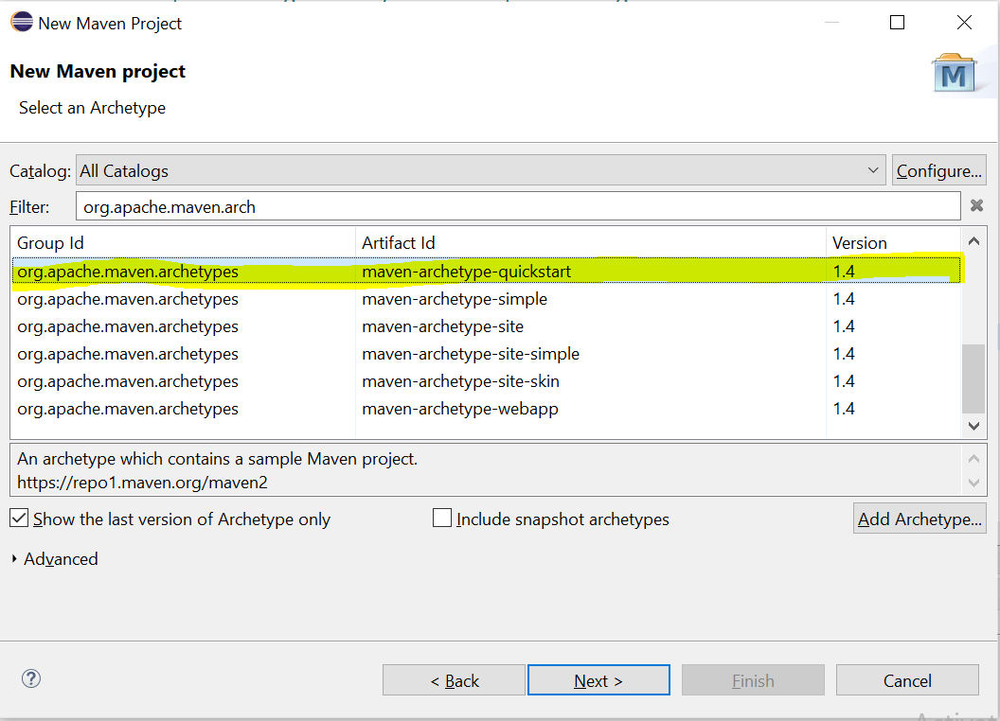 New Maven Project
New Maven project
Select an Archetype
Catalog: All Catalogs Configure...
Filter: org.apache.maven.arch
Group Id Artifact Id Version
org.apache.maven.archetypes maven-archetype-quickstart 1.4
org.apache.maven.archetypes maven-archetype-simple 1.4
org.apache.maven.archetypes maven-archetype-site 1.4
org.apache.maven.archetypes maven-archetype-site-simple 1.4
org.apache.maven.archetypes maven-archetype-site-skin 1.4
org.apache.maven.archetypes maven-archetype-webapp 1.4
An archetype which contains a sample Maven project.
https://repo1.maven.org/maven2
Show the last version of Archetype only Include snapshot archetypes Add Archetype...
Advanced
? < Back Next > Finish Cancel